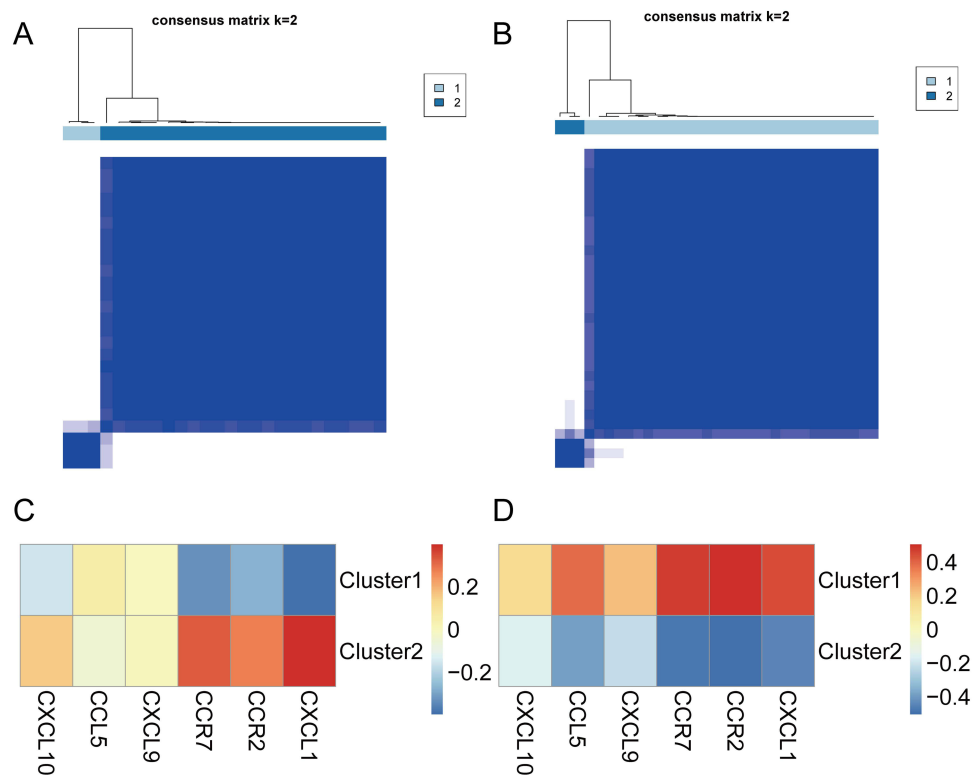 A
consensus matrix k=2
1
2
B
consensus matrix k=2
1
2
C
Cluster1
Cluster2
0.2
0
−0.2
CXCL10
CCL5
CXCL9
CCR7
CCR2
CXCL1
D
Cluster1
Cluster2
0.4
0.2
0
−0.2
−0.4
CXCL10
CCL5
CXCL9
CCR7
CCR2
CXCL1